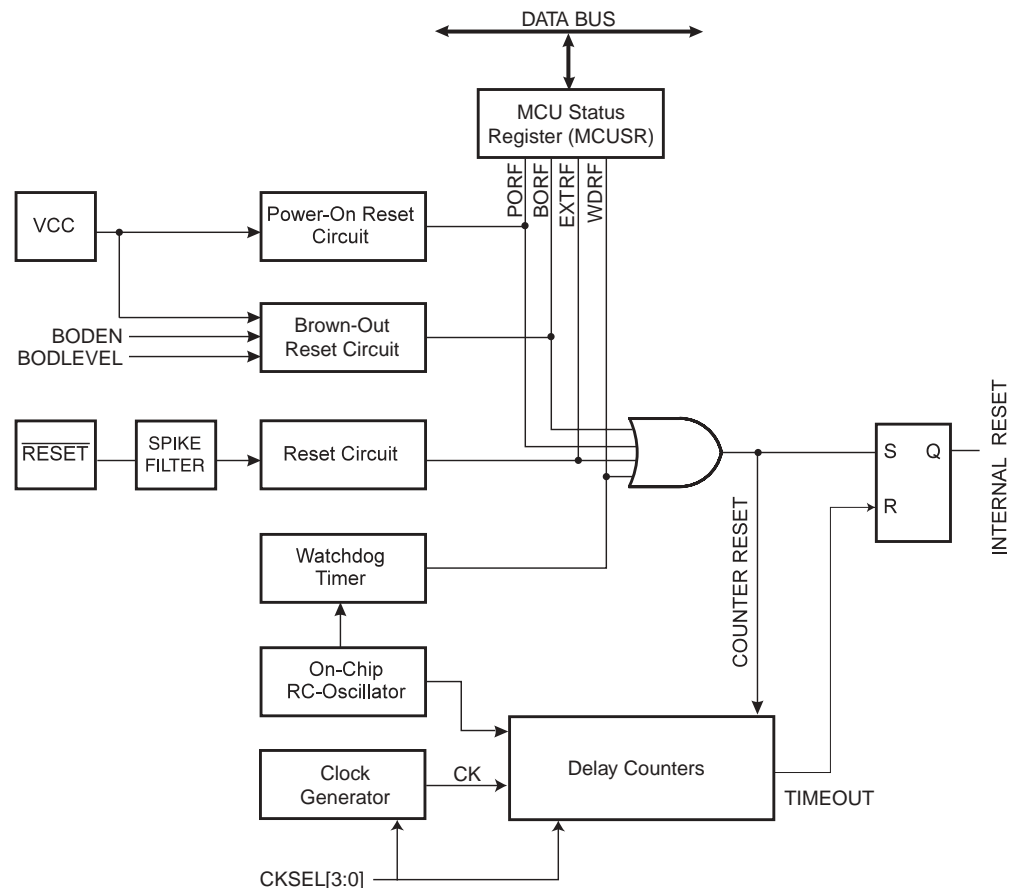 DATA BUS
MCU Status
Register (MCUSR)
PORF
BORF
EXTRF
WDRF
VCC
Power-On Reset
Circuit
BODEN
BODLEVEL
Brown-Out
Reset Circuit
RESET
SPIKE
FILTER
Reset Circuit
S
Q
R
INTERNAL RESET
Watchdog
Timer
COUNTER RESET
On-Chip
RC-Oscillator
Clock
Generator
CK
Delay Counters
TIMEOUT
CKSEL[3:0]